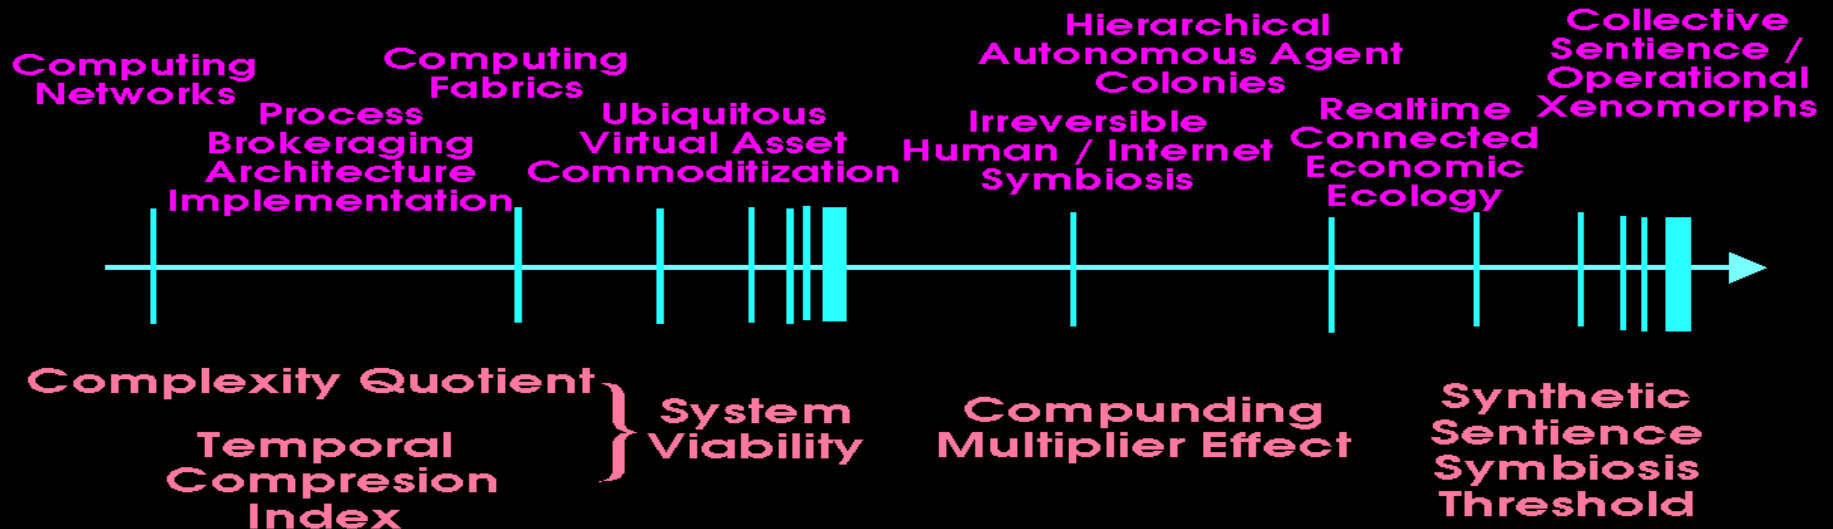 Computing
Networks
Process
Brokeraging
Architecture
Implementation
Computing
Fabrics
Ubiquitous
Virtual Asset
Commoditization
Hierarchical
Autonomous Agent
Colonies
Irreversible
Human / Internet
Symbiosis
Realtime
Connected
Economic
Ecology
Collective
Sentience /
Operational
Xenomorphs
Complexity Quotient
Temporal
Compresion
Index
}
System
Viability
Compunding
Multiplier Effect
Synthetic
Sentience
Symbiosis
Threshold